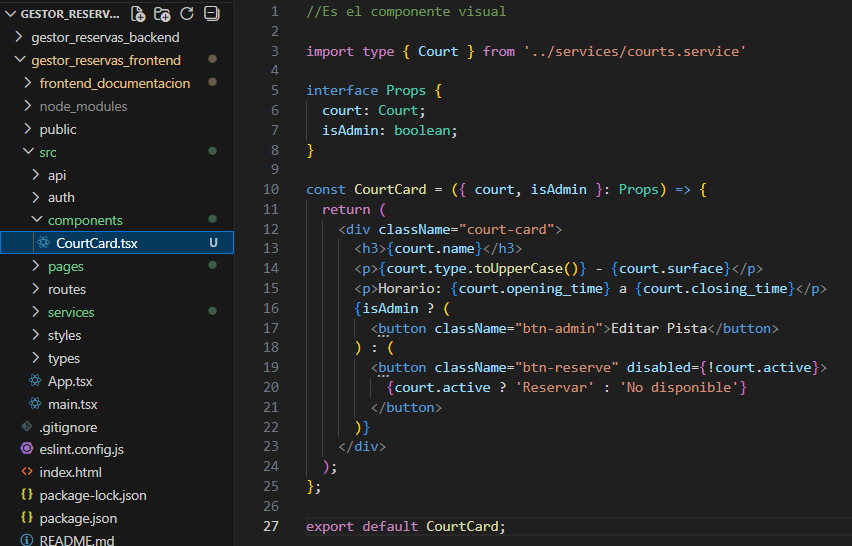 GESTOR_RESERV...
gestor_reservas_backend
gestor_reservas_frontend
frontend_documentacion
node_modules
public
src
api
auth
components
CourtCard.tsx U
pages
routes
services
styles
types
App.tsx
main.tsx
.gitignore
eslint.config.js
index.html
package-lock.json
package.json
README.md
1 //Es el componente visual
2
3 import type { Court } from '../services/courts.service'
4
5 interface Props {
6 court: Court;
7 isAdmin: boolean;
8 }
9
10 const CourtCard = ({ court, isAdmin }: Props) => {
11 return (
12 <div className="court-card">
13 <h3>{court.name}</h3>
14 <p>{court.type.toUpperCase()} - {court.surface}</p>
15 <p>Horario: {court.opening_time} a {court.closing_time}</p>
16 {isAdmin ? (
17 <button className="btn-admin">Editar Pista</button>
18 ) : (
19 <button className="btn-reserve" disabled={!court.active}>
20 {court.active ? 'Reservar' : 'No disponible'}
21 </button>
22 )}
23 </div>
24 );
25 };
26
27 export default CourtCard;